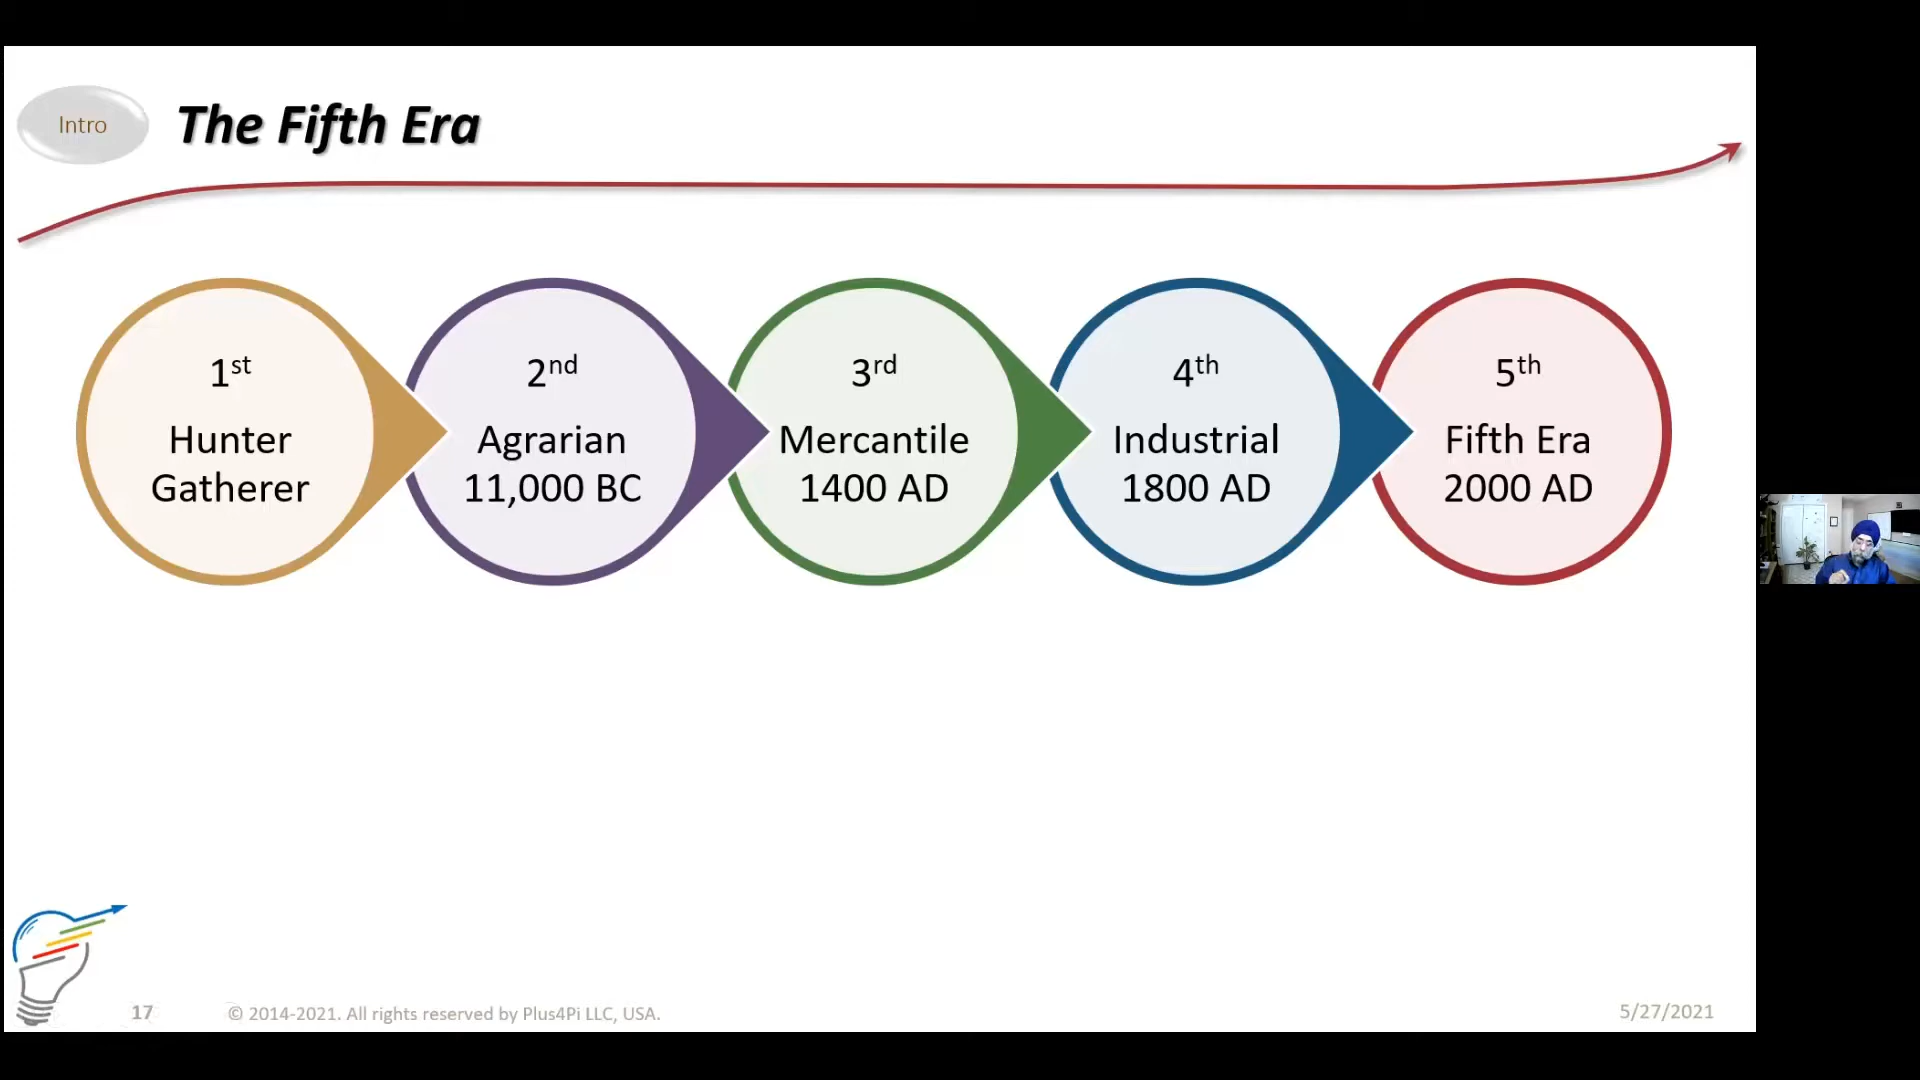 Intro
The Fifth Era
1st
Hunter
Gatherer
2nd
Agrarian
11,000 BC
3rd
Mercantile
1400 AD
4th
Industrial
1800 AD
5th
Fifth Era
2000 AD
17
© 2014-2021. All rights reserved by Plus4Pi LLC, USA.
5/27/2021